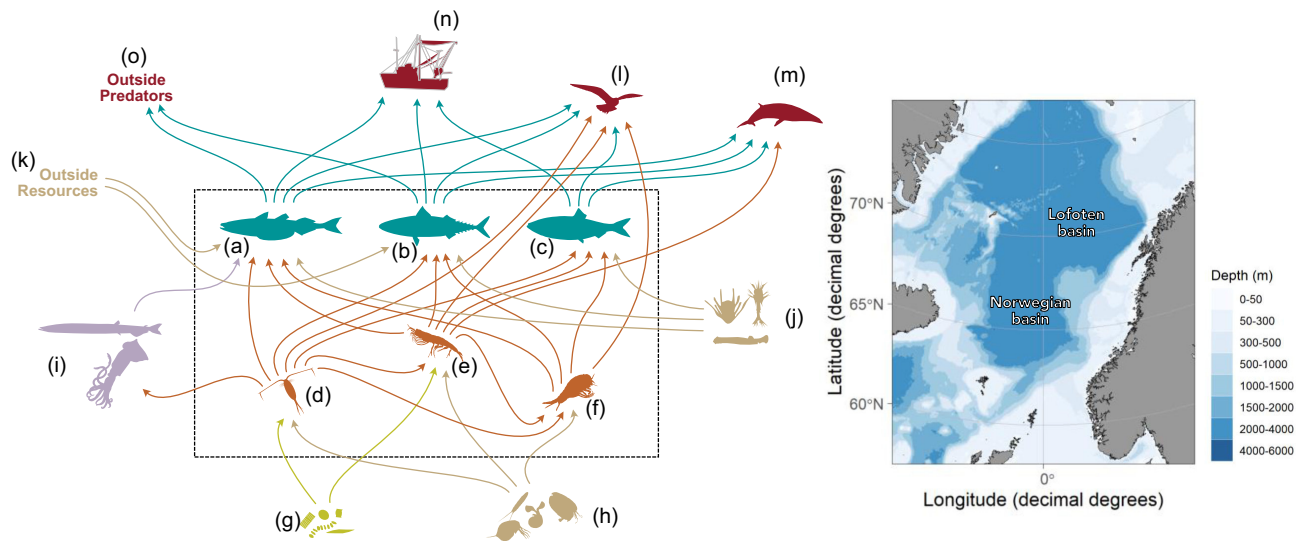 (n)
(o)
Outside
Predators
(l)
(m)
(k)
Outside
Resources
(a)
(b)
(c)
(i)
(d)
(e)
(f)
(j)
(g)
(h)
Latitude (decimal degrees)
70°N
65°N
60°N
Lofoten
basin
Norwegian
basin
0°
Longitude (decimal degrees)
Depth (m)
0-50
50-300
300-500
500-1000
1000-1500
1500-2000
2000-4000
4000-6000